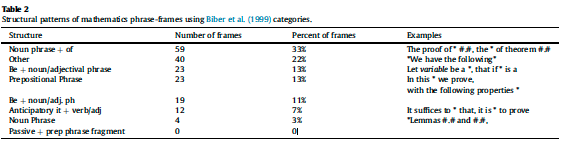 Table 2
Structural patterns of mathematics phrase-frames using Biber et al. (1999) categories.
Structure Number of frames Percent of frames Examples
Noun phrase + of 59 33% The proof of * ##, the * of theorem ##
Other 40 22% "We have the following"
Be + noun/adjectival phrase 23 13% Let variable be a *, that if * is a
Prepositional Phrase 23 13% In this * we prove,
with the following properties *
Be + noun/adj. ph 19 11%
Anticipatory it + verb/adj 12 7% It suffices to * that, it is * to prove
Noun Phrase 4 3% *Lemmas #.# and ##,
Passive + prep phrase fragment 0 0